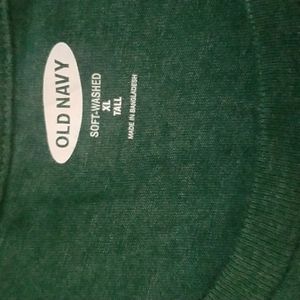 OLD NAVY
SOFT-WASHED
XL
TALL
MADE IN BANGLADESH